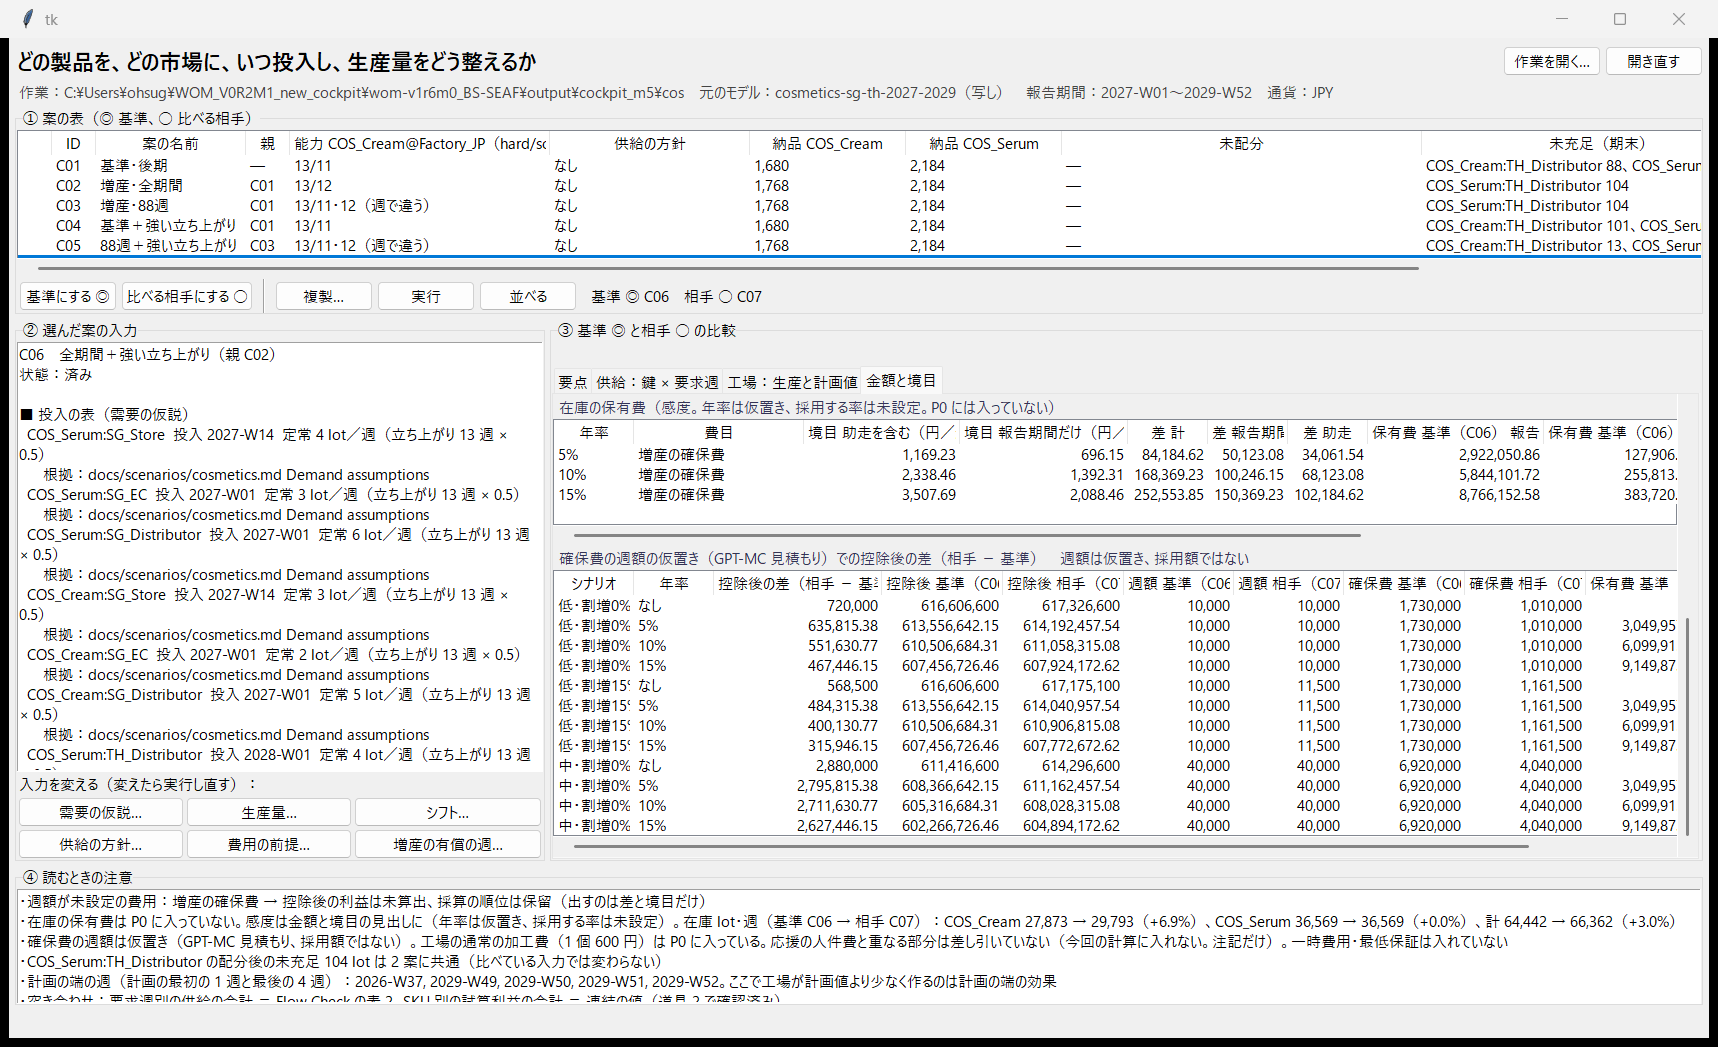 tk
どの製品を、どの市場に、いつ投入し、生産量をどう整えるか
作業を開く...
開き直す
作業：C:¥Users¥ohsug¥WOM_V0R2M1_new_cockpit¥wom-v1r6m0_BS-SEAF¥output¥cockpit_m5¥cos　元のモデル：cosmetics-sg-th-2027-2029（写し）　報告期間：2027-W01～2029-W52　通貨：JPY
① 案の表（◎ 基準、○ 比べる相手）
ID 案の名前 親 能力 COS_Cream@Factory_JP（hard/sc 供給の方針 納品 COS_Cream 納品 COS_Serum 未配分 未充足（期末）
C01 基準・後期 — 13/11 なし 1,680 2,184 — COS_Cream:TH_Distributor 88、COS_Serum
C02 増産・全期間 C01 13/12 なし 1,768 2,184 — COS_Serum:TH_Distributor 104
C03 増産・88週 C01 13/11・12（週で違う） なし 1,768 2,184 — COS_Serum:TH_Distributor 104
C04 基準＋強い立ち上がり C01 13/11 なし 1,680 2,184 — COS_Cream:TH_Distributor 101、COS_Seru
C05 88週＋強い立ち上がり C03 13/11・12（週で違う） なし 1,768 2,184 — COS_Cream:TH_Distributor 13、COS_Serum
基準にする ◎ 比べる相手にする ○ 複製... 実行 並べる 基準 ◎ C06　相手 ○ C07
② 選んだ案の入力
C06　全期間＋強い立ち上がり（親 C02）
状態：済み
■ 投入の表（需要の仮説）
COS_Serum:SG_Store 投入 2027-W14 定常 4 lot／週（立ち上がり 13 週 ×
0.5）
根拠：docs/scenarios/cosmetics.md Demand assumptions
COS_Serum:SG_EC 投入 2027-W01 定常 3 lot／週（立ち上がり 13 週 × 0.5）
根拠：docs/scenarios/cosmetics.md Demand assumptions
COS_Serum:SG_Distributor 投入 2027-W01 定常 6 lot／週（立ち上がり 13 週
× 0.5）
根拠：docs/scenarios/cosmetics.md Demand assumptions
COS_Cream:SG_Store 投入 2027-W14 定常 3 lot／週（立ち上がり 13 週 ×
0.5）
根拠：docs/scenarios/cosmetics.md Demand assumptions
COS_Cream:SG_EC 投入 2027-W01 定常 2 lot／週（立ち上がり 13 週 × 0.5）
根拠：docs/scenarios/cosmetics.md Demand assumptions
COS_Cream:SG_Distributor 投入 2027-W01 定常 5 lot／週（立ち上がり 13 週
× 0.5）
根拠：docs/scenarios/cosmetics.md Demand assumptions
COS_Serum:TH_Distributor 投入 2028-W01 定常 4 lot／週（立ち上がり 13 週
入力を変える（変えたら実行し直す）：
需要の仮説... 生産量... シフト...
供給の方針... 費用の前提... 増産の有償の週...
③ 基準 ◎ と相手 ○ の比較
要点 供給：鍵 × 要求週 工場：生産と計画値 金額と境目
在庫の保有費（感度。年率は仮置き、採用する率は未設定。P0 には入っていない）
年率 費目 境目 助走を含む（円／ 境目 報告期間だけ（円／ 差 計 差 報告期間 差 助走 保有費 基準（C06） 報告 保有費 基準（C06）
5% 増産の確保費 1,169.23 696.15 84,184.62 50,123.08 34,061.54 2,922,050.86 127,906.
10% 増産の確保費 2,338.46 1,392.31 168,369.23 100,246.15 68,123.08 5,844,101.72 255,813.
15% 増産の確保費 3,507.69 2,088.46 252,553.85 150,369.23 102,184.62 8,766,152.58 383,720.
確保費の週額の仮置き（GPT-MC 見積もり）での控除後の差（相手 － 基準）　週額は仮置き、採用額ではない
シナリオ 年率 控除後の差（相手 － 基準 控除後 基準（C06 控除後 相手（C07 週額 基準（C06 週額 相手（C07 確保費 基準（C06 確保費 相手（C07 保有費 基準
低・割増0% なし 720,000 616,606,600 617,326,600 10,000 10,000 1,730,000 1,010,000
低・割増0% 5% 635,815.38 613,556,642.15 614,192,457.54 10,000 10,000 1,730,000 1,010,000 3,049,95
低・割増0% 10% 551,630.77 610,506,684.31 611,058,315.08 10,000 10,000 1,730,000 1,010,000 6,099,91
低・割増0% 15% 467,446.15 607,456,726.46 607,924,172.62 10,000 10,000 1,730,000 1,010,000 9,149,87
低・割増15% なし 568,500 616,606,600 617,175,100 10,000 11,500 1,730,000 1,161,500
低・割増15% 5% 484,315.38 613,556,642.15 614,040,957.54 10,000 11,500 1,730,000 1,161,500 3,049,95
低・割増15% 10% 400,130.77 610,506,684.31 610,906,815.08 10,000 11,500 1,730,000 1,161,500 6,099,91
低・割増15% 15% 315,946.15 607,456,726.46 607,772,672.62 10,000 11,500 1,730,000 1,161,500 9,149,87
中・割増0% なし 2,880,000 611,416,600 614,296,600 40,000 40,000 6,920,000 4,040,000
中・割増0% 5% 2,795,815.38 608,366,642.15 611,162,457.54 40,000 40,000 6,920,000 4,040,000 3,049,95
中・割増0% 10% 2,711,630.77 605,316,684.31 608,028,315.08 40,000 40,000 6,920,000 4,040,000 6,099,91
中・割増0% 15% 2,627,446.15 602,266,726.46 604,894,172.62 40,000 40,000 6,920,000 4,040,000 9,149,87
④ 読むときの注意
・週額が未設定の費用：増産の確保費 → 控除後の利益は未算出、採算の順位は保留（出すのは差と境目だけ）
・在庫の保有費は P0 に入っていない。感度は金額と境目の見出しに（年率は仮置き、採用する率は未設定）。在庫 lot・週（基準 C06 → 相手 C07）：COS_Cream 27,873 → 29,793（+6.9%）、COS_Serum 36,569 → 36,569（+0.0%）、計 64,442 → 66,362（+3.0%）
・確保費の週額は仮置き（GPT-MC 見積もり、採用額ではない）。工場の通常の加工費（1 個 600 円）は P0 に入っている。応援の人件費と重なる部分は差し引いていない（今回の計算に入れない。注記だけ）。一時費用・最低保証は入れていない
・COS_Serum:TH_Distributor の配分後の未充足 104 lot は 2 案に共通（比べている入力では変わらない）
・計画の端の週（計画の最初の 1 週と最後の 4 週）：2026-W37, 2029-W49, 2029-W50, 2029-W51, 2029-W52。ここで工場が計画値より少なく作るのは計画の端の効果
・突き合わせ：要求週別の供給の合計 ＝ Flow Check の表 2、SKU 別の試算利益の合計 ＝ 連結の値（道具 2 で確認済み）